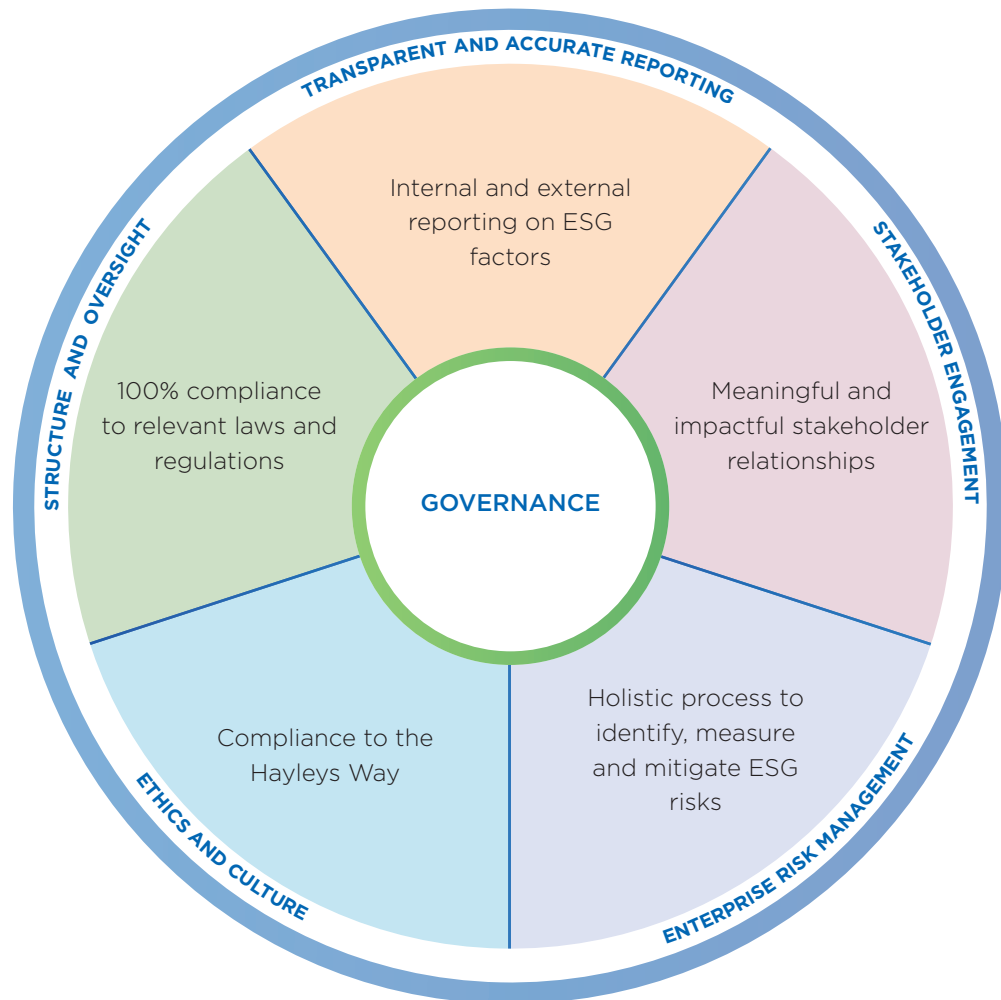 TRANSPARENT AND ACCURATE REPORTING
Internal and external
reporting on ESG
factors
STAKEHOLDER ENGAGEMENT
Meaningful and
impactful stakeholder
relationships
ENTERPRISE RISK MANAGEMENT
Holistic process to
identify, measure
and mitigate ESG
risks
ETHICS AND CULTURE
Compliance to the
Hayleys Way
STRUCTURE AND OVERSIGHT
100% compliance
to relevant laws and
regulations
GOVERNANCE